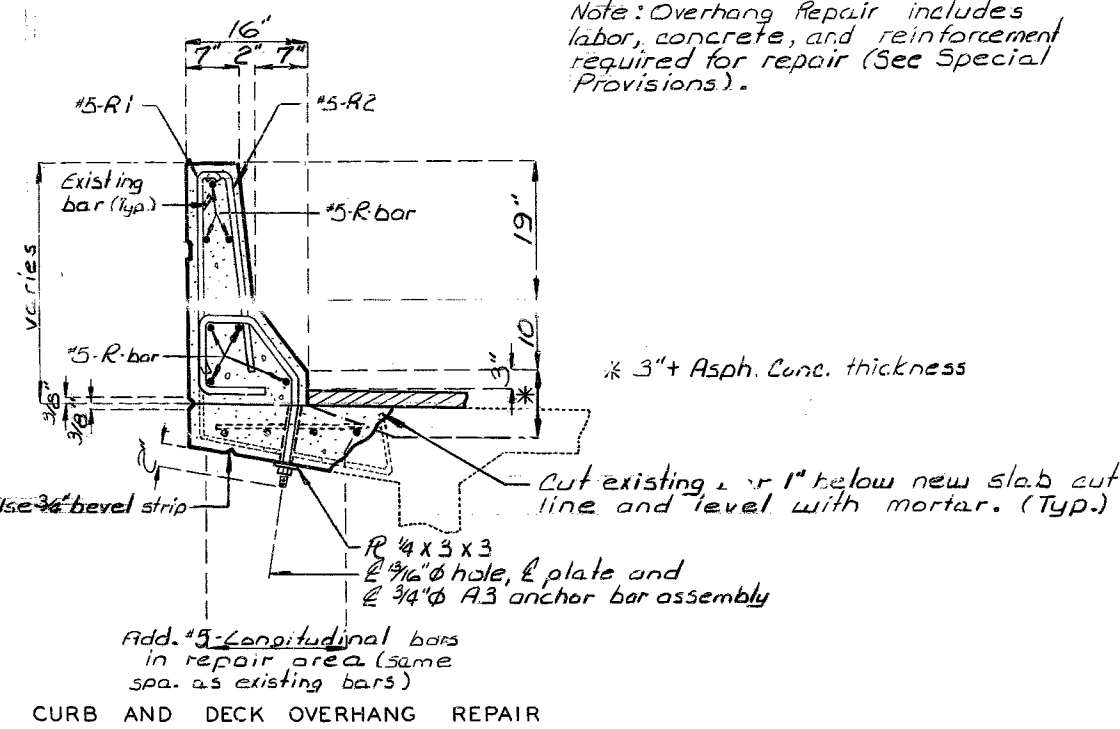 Note: Overhang Repair includes
labor, concrete, and reinforcement
required for repair (See Special
Provisions).
16"
7" 2" 7"
#5-R1
#5-R2
Existing
bar (Typ.)
#5-R-bar
19"
varies
10
#5-R-bar
3"
* 3"+ Asph. Conc. thickness
*
3/8"
3/8"
Cut existing 1" below new slab cut
line and level with mortar. (Typ.)
Use 3/4" bevel strip
PL 1/4 x 3 x 3
℄ 13/16"ϕ hole, ℄ plate and
℄ 3/4"ϕ A3 anchor bar assembly
Add. #5-Longitudinal bars
in repair area (same
spa. as existing bars)
CURB AND DECK OVERHANG REPAIR